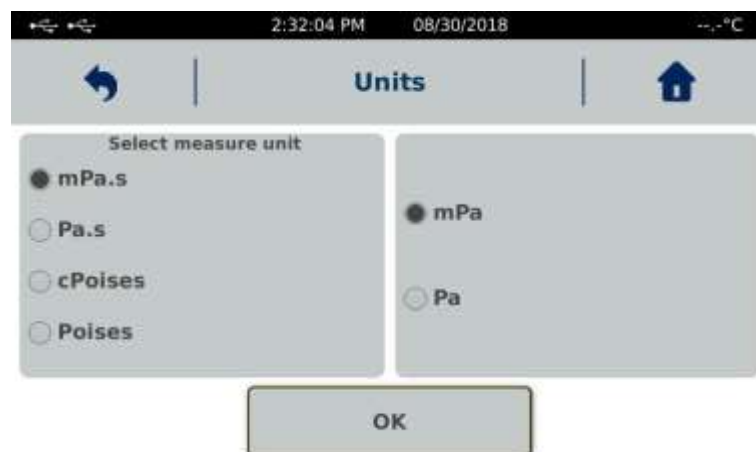 2:32:04 PM 08/30/2018 --.-°C
Units
Select measure unit
mPa.s
Pa.s
cPoises
Poises
mPa
Pa
OK